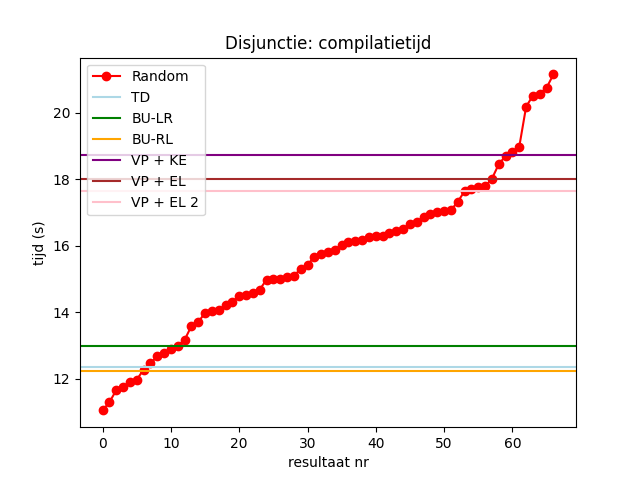 Disjunctie: compilatietijd
Random
TD
BU-LR
BU-RL
VP + KE
VP + EL
VP + EL 2
tijd (s)
20
18
16
14
12
0 10 20 30 40 50 60
resultaat nr